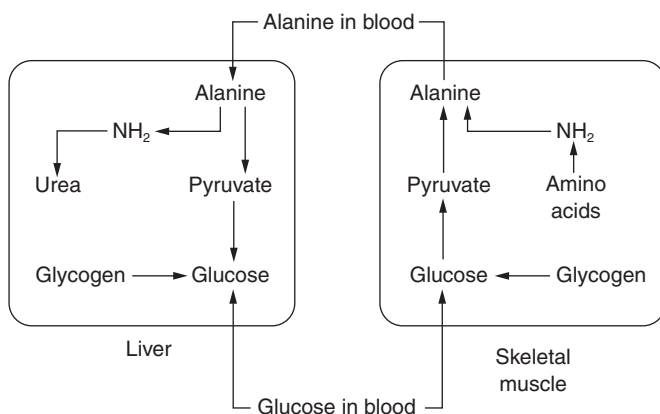 Alanine in blood
Alanine
Alanine
NH₂
NH₂
Urea
Pyruvate
Pyruvate
Amino
acids
Glycogen
Glucose
Glucose
Glycogen
Liver
Skeletal
muscle
Glucose in blood